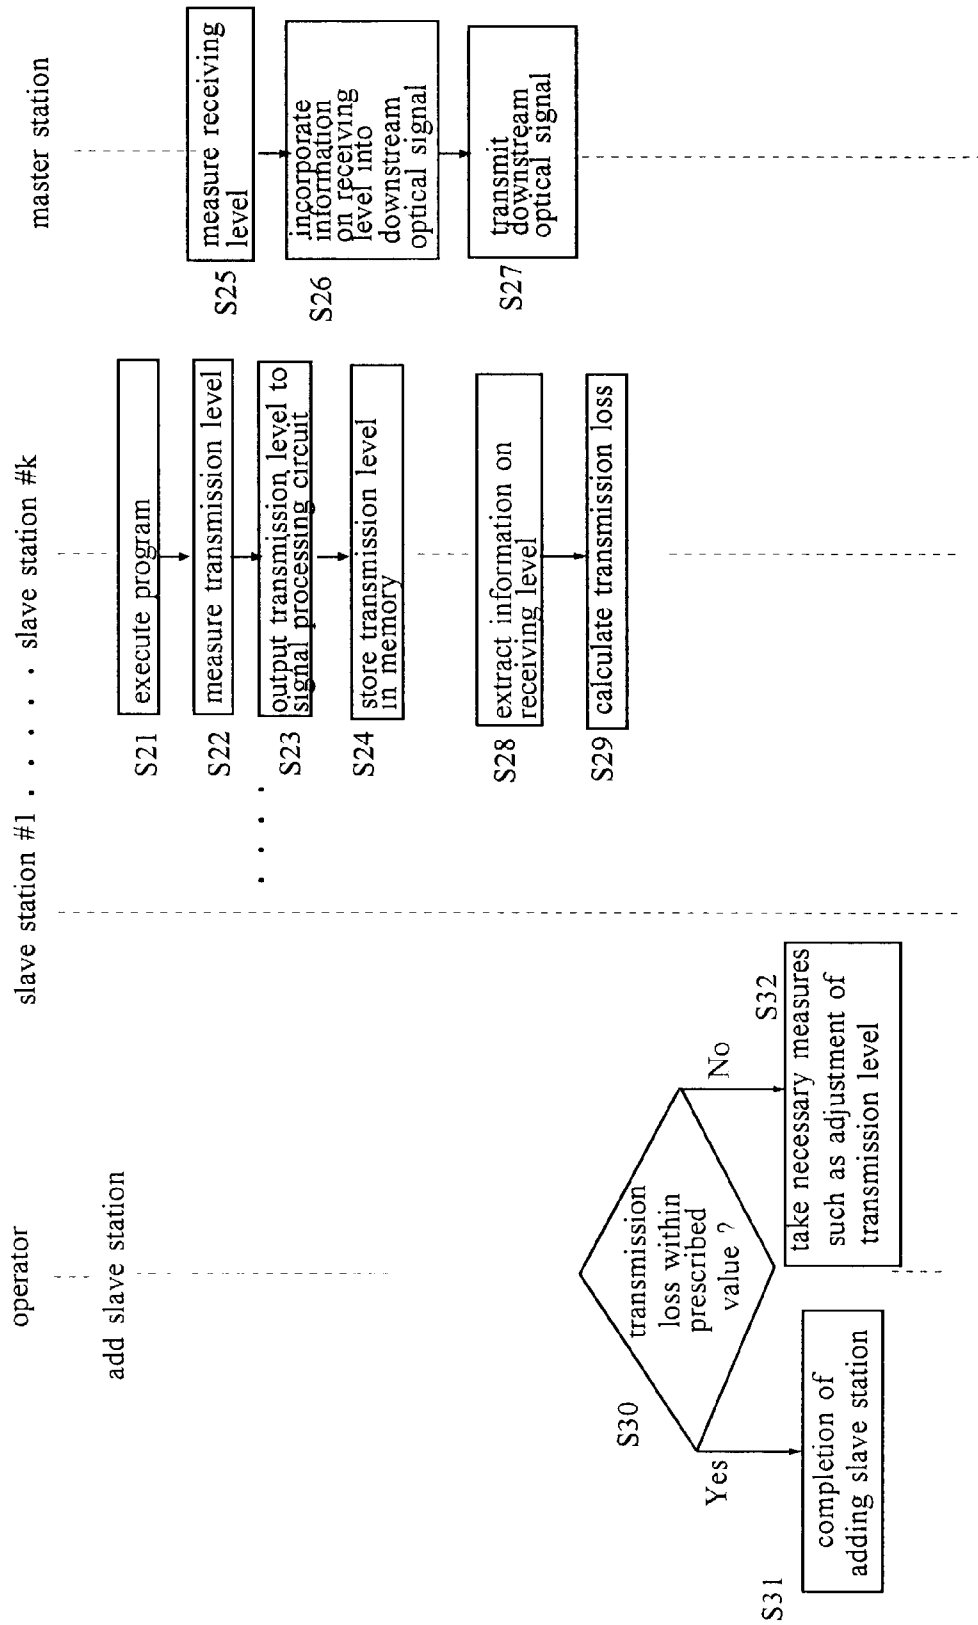 operator
slave station #1 . . . . . slave station #k
master station
add slave station
S21
execute program
S22
measure transmission level
S23
output transmission level to
signal processing circuit
S24
store transmission level
in memory
. . . .
S25
measure receiving
level
S26
incorporate
information
on receiving
level into
downstream
optical signal
S27
transmit
downstream
optical signal
S28
extract information on
receiving level
S29
calculate transmission loss
S30
transmission
loss within
prescribed
value ?
Yes
No
S31
completion of
adding slave station
S32
take necessary measures
such as adjustment of
transmission level